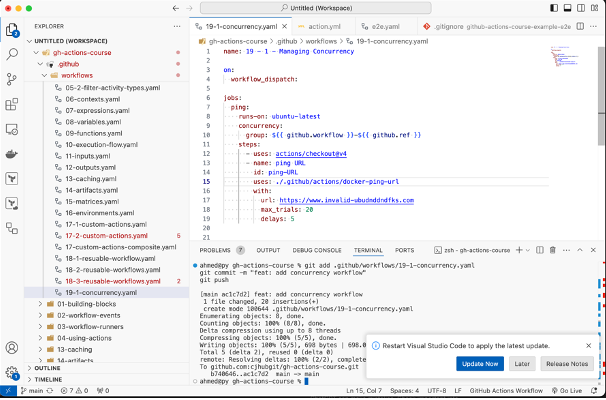 Untitled (Workspace)
EXPLORER
UNTITLED (WORKSPACE)
gh-actions-course
.github
workflows
05-2-filter-activity-types.yaml
06-contexts.yaml
07-expressions.yaml
08-variables.yaml
09-functions.yaml
10-execution-flow.yaml
11-inputs.yaml
12-outputs.yaml
13-caching.yaml
14-artifacts.yaml
15-matrices.yaml
16-environments.yaml
17-1-custom-actions.yaml
17-2-custom-actions.yaml 5
17-custom-actions-composite.yaml
18-1-resuable-workflow.yaml
18-2-reusable-workflows.yaml
18-3-reusable-workflows.yaml 2
19-1-concurrency.yaml
01-building-blocks
02-workflow-events
03-workflow-runners
04-using-actions
13-caching
14-artifacts
OUTLINE
TIMELINE
19-1-concurrency.yaml
action.yml
e2e.yaml
.gitignore github-actions-course-example-e2e
gh-actions-course > .github > workflows > 19-1-concurrency.yaml
1 name: 19 - 1 - Managing Concurrency
2
3 on:
4 workflow_dispatch:
5
6 jobs:
7 ping:
8 runs-on: ubuntu-latest
9 concurrency:
10 group: ${{ github.workflow }}-${{ github.ref }}
11 steps:
12 - uses: actions/checkout@v4
13 - name: ping URL
14 id: ping-URL
15 uses: ./.github/actions/docker-ping-url
16 with:
17 url: https://www.invalid-ubudnddndfks.com
18 max_trials: 20
19 delays: 5
20
21
PROBLEMS 7 OUTPUT DEBUG CONSOLE TERMINAL PORTS
zsh - gh-actions-course
ahmed@py gh-actions-course % git add .github/workflows/19-1-concurrency.yaml
git commit -m "feat: add concurrency workflow"
git push
[main ac1c7d2] feat: add concurrency workflow
1 file changed, 20 insertions(+)
create mode 100644 .github/workflows/19-1-concurrency.yaml
Enumerating objects: 8, done.
Counting objects: 100% (8/8), done.
Delta compression using up to 8 threads
Compressing objects: 100% (5/5), done.
Writing objects: 100% (5/5), 698 bytes | 698.0
Total 5 (delta 2), reused 0 (delta 0)
remote: Resolving deltas: 100% (2/2), complete
To github.com:cjhubgit/gh-actions-course.git
b740646..ac1c7d2 main -> main
ahmed@py gh-actions-course %
Restart Visual Studio Code to apply the latest update.
Update Now
Later
Release Notes
main
7 0
0
Ln 15, Col 7
Spaces: 4
UTF-8
LF
GitHub Actions Workflow
Go Live